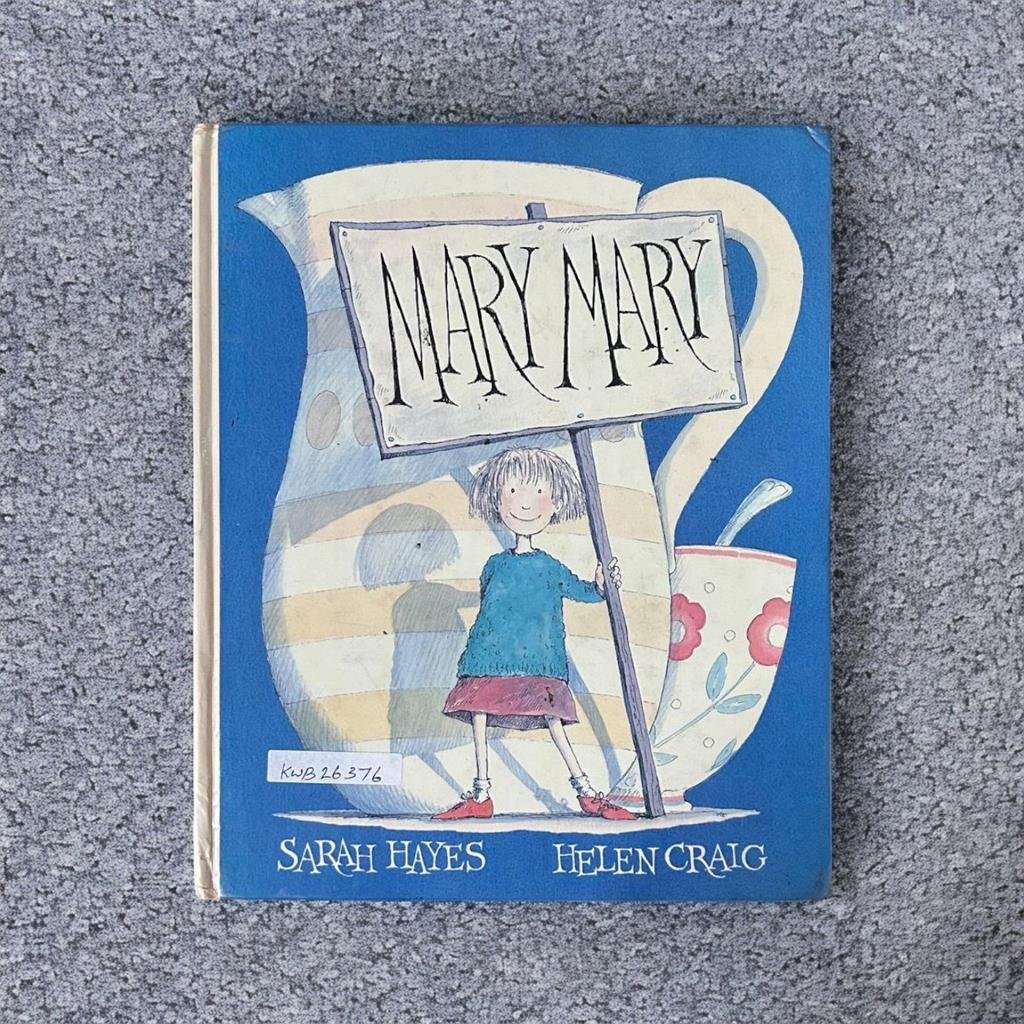 MARY MARY
KWB26376
SARAH HAYES HELEN CRAIG